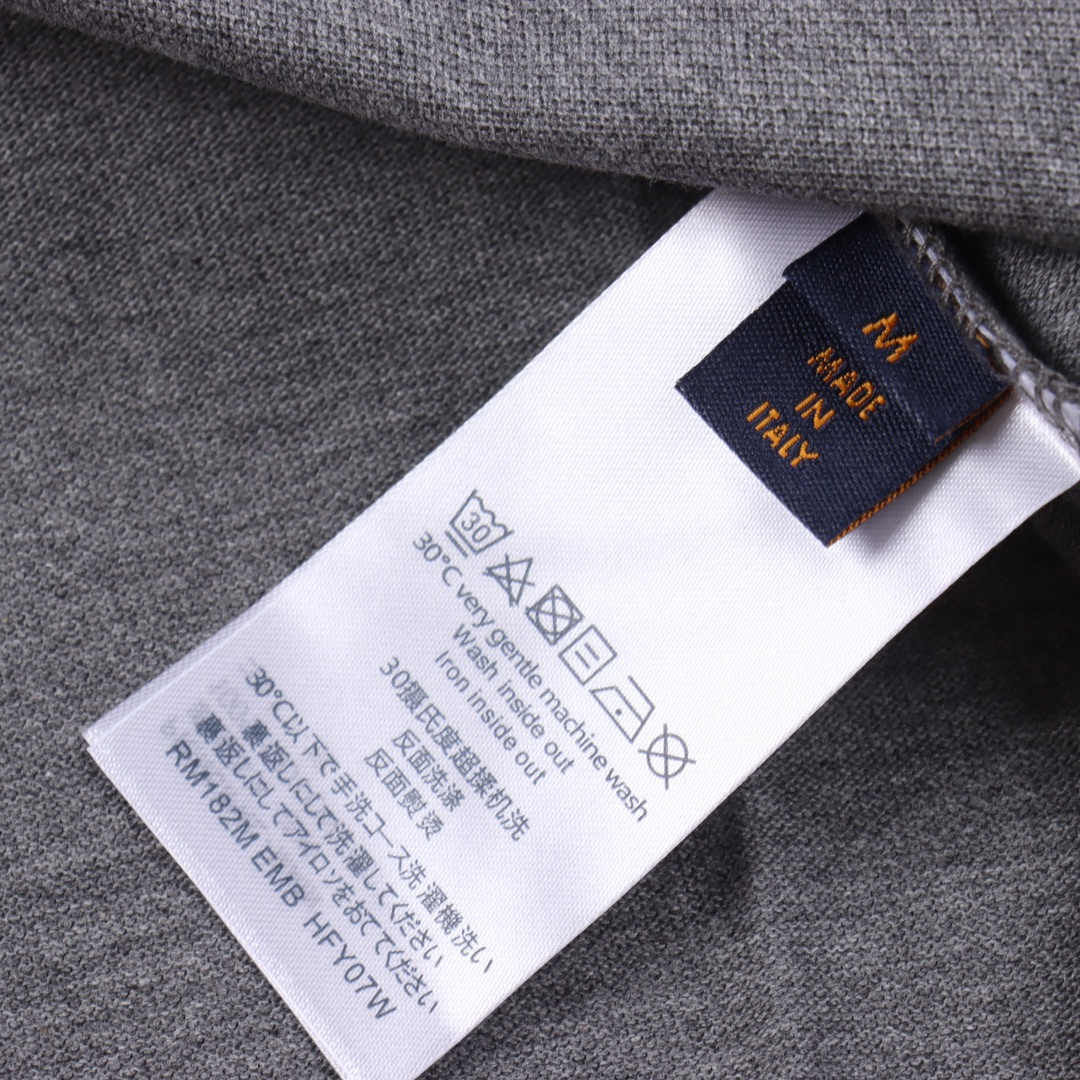 M
MADE
IN
ITALY
30
30°C very gentle machine wash
Wash inside out
Iron inside out
30攝氏度超揉机洗
反面洗涤
反面熨烫
30°C以下で手洗コース洗濯機洗い
裏返しにして洗濯してください
裏返しにしてアイロンをおててください
RM182M EMB HFY07W